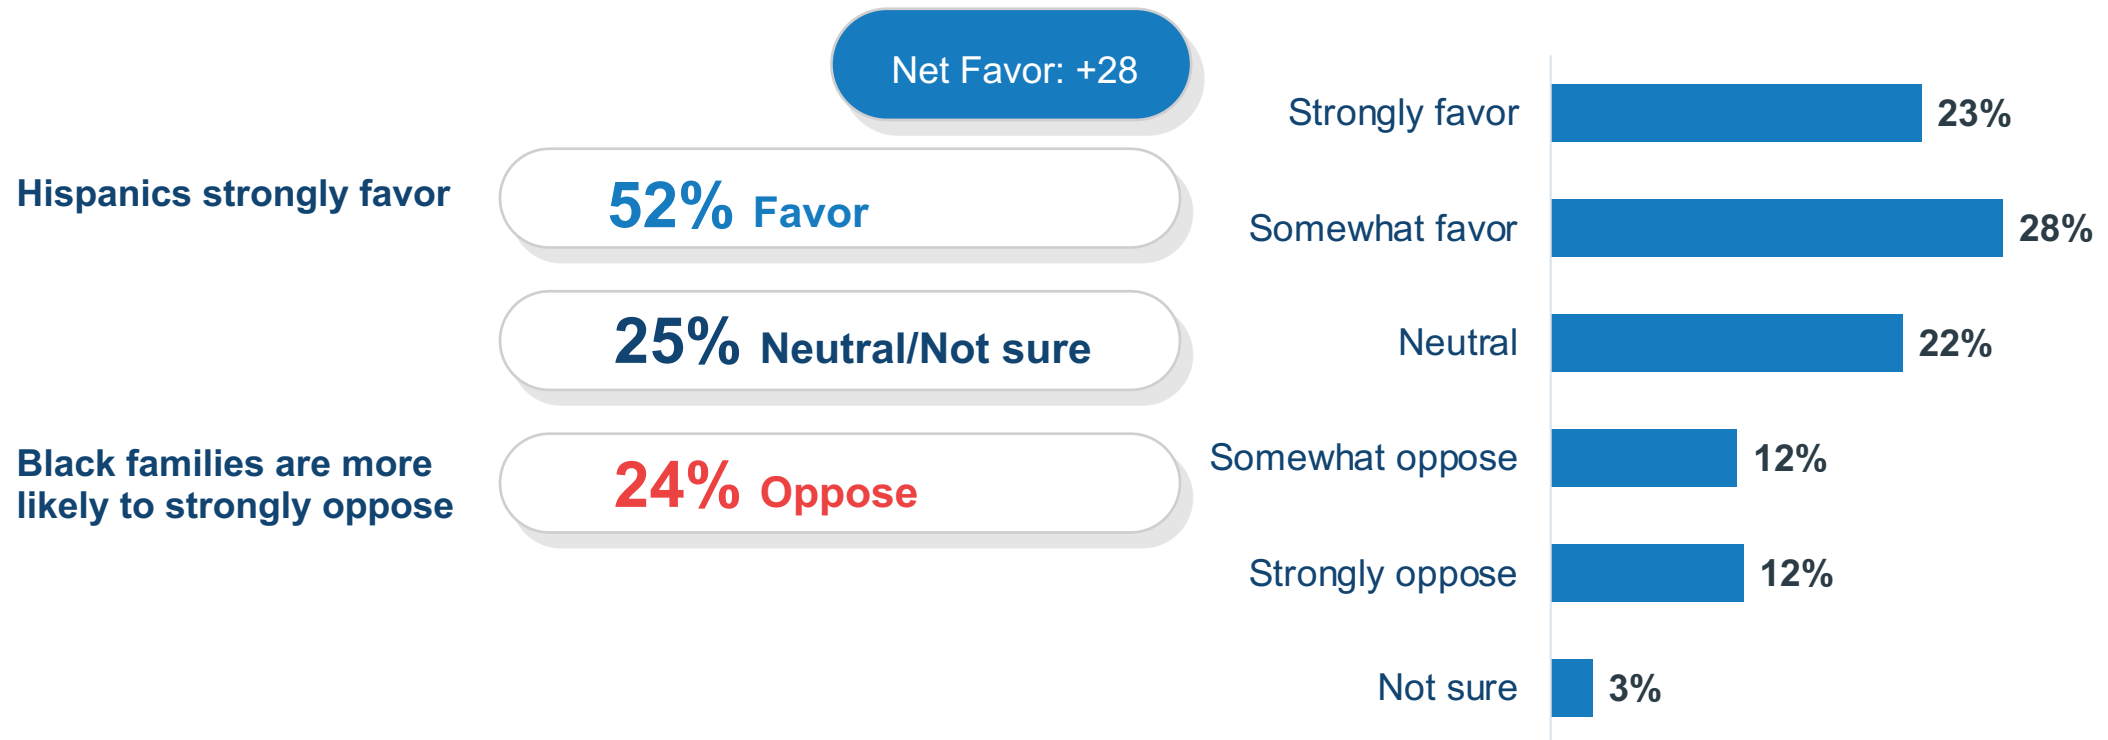 Net Favor: +28
Hispanics strongly favor
52% Favor
25% Neutral/Not sure
Black families are more
likely to strongly oppose
24% Oppose
Strongly favor 23%
Somewhat favor 28%
Neutral 22%
Somewhat oppose 12%
Strongly oppose 12%
Not sure 3%